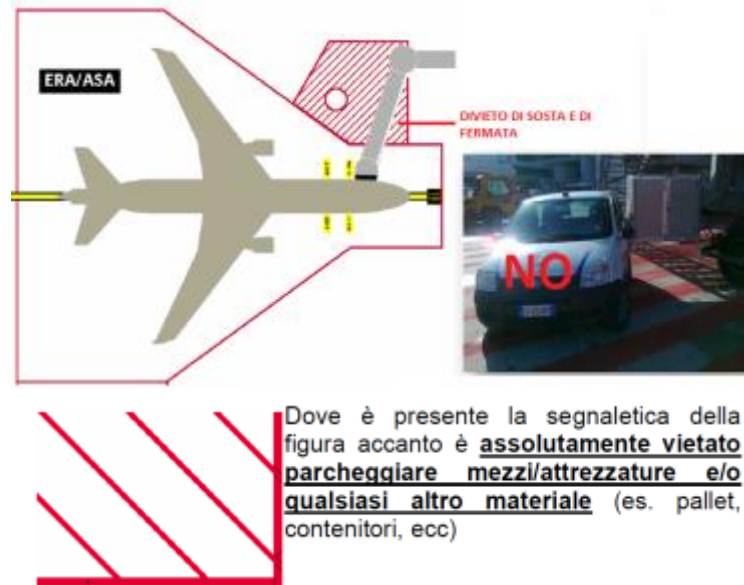 ERA/ASA
DIVIETO DI SOSTA E DI
FERMATA
NO
Dove è presente la segnaletica della
figura accanto è assolutamente vietato
parcheggiare mezzi/attrezzature e/o
qualsiasi altro materiale (es. pallet,
contenitori, ecc)